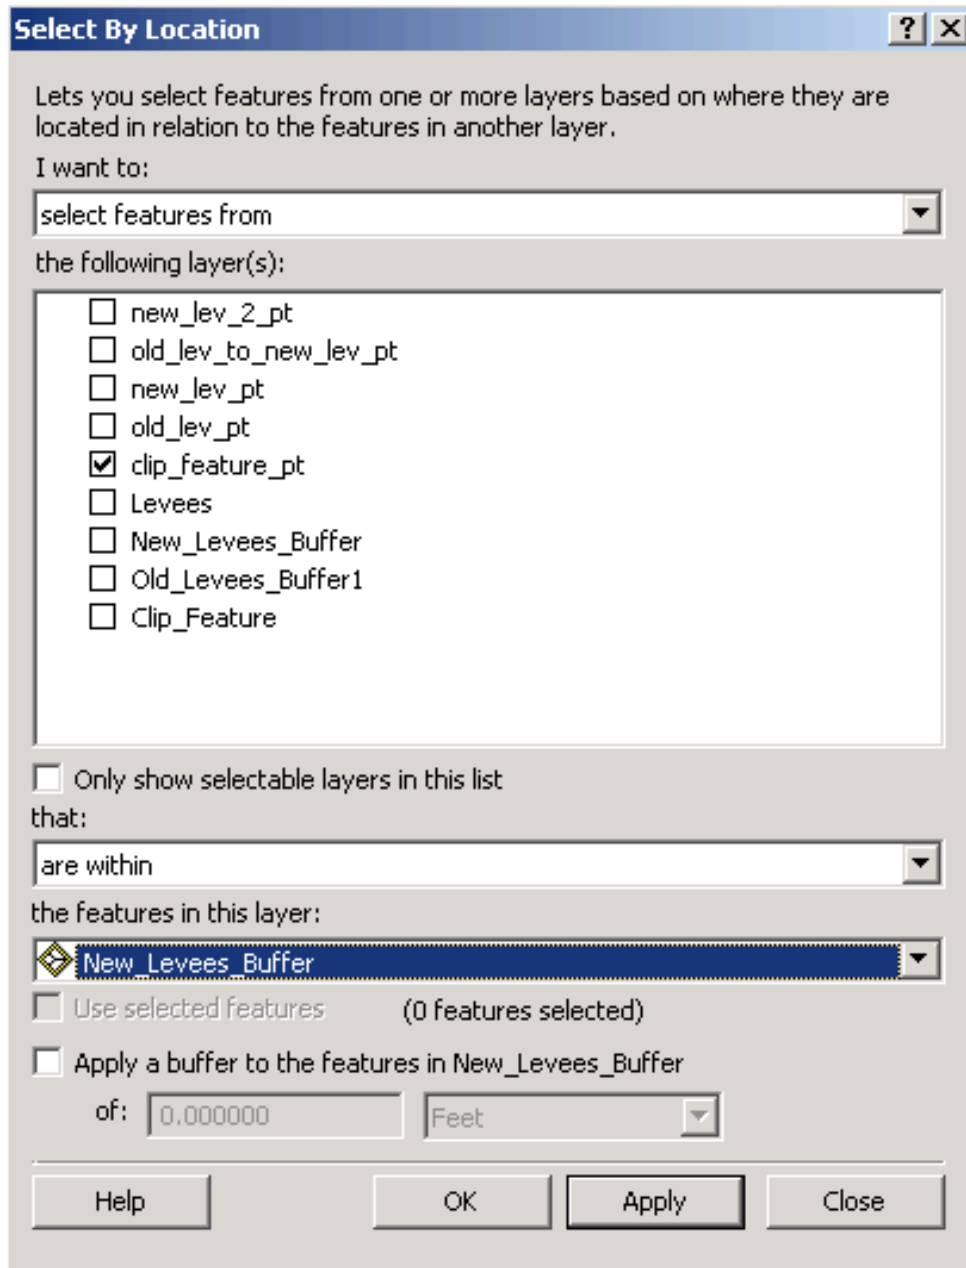 Select By Location
Lets you select features from one or more layers based on where they are
located in relation to the features in another layer.
I want to:
select features from
the following layer(s):
new_lev_2_pt
old_lev_to_new_lev_pt
new_lev_pt
old_lev_pt
clip_feature_pt
Levees
New_Levees_Buffer
Old_Levees_Buffer1
Clip_Feature
Only show selectable layers in this list
that:
are within
the features in this layer:
New_Levees_Buffer
Use selected features (0 features selected)
Apply a buffer to the features in New_Levees_Buffer
of: 0.000000 Feet
Help OK Apply Close